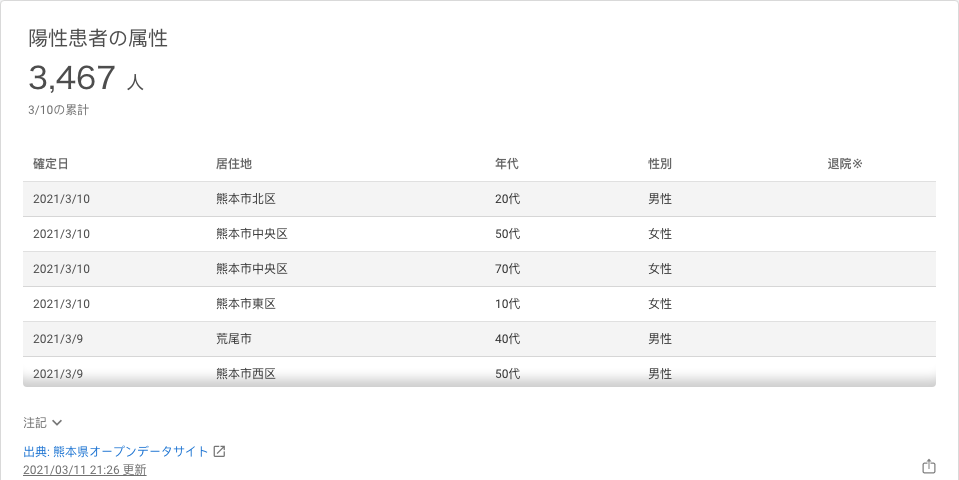 陽性患者の属性
3,467 人
3/10の累計
確定日 居住地 年代 性別 退院※
2021/3/10 熊本市北区 20代 男性
2021/3/10 熊本市中央区 50代 女性
2021/3/10 熊本市中央区 70代 女性
2021/3/10 熊本市東区 10代 女性
2021/3/9 荒尾市 40代 男性
2021/3/9 熊本市西区 50代 男性
注記
出典: 熊本県オープンデータサイト
2021/03/11 21:26 更新